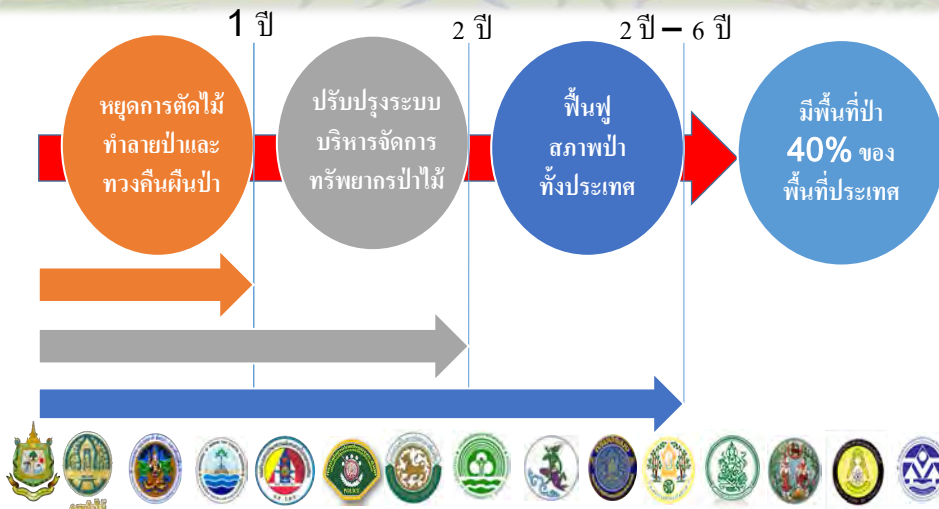 1 ปี
2 ปี
2 ปี – 6 ปี
หยุดการตัดไม้
ทำลายป่าและ
ทวงคืนผืนป่า
ปรับปรุงระบบ
บริหารจัดการ
ทรัพยากรป่าไม้
ฟื้นฟู
สภาพป่า
ทั้งประเทศ
มีพื้นที่ป่า
40% ของ
พื้นที่ประเทศ
POLICE